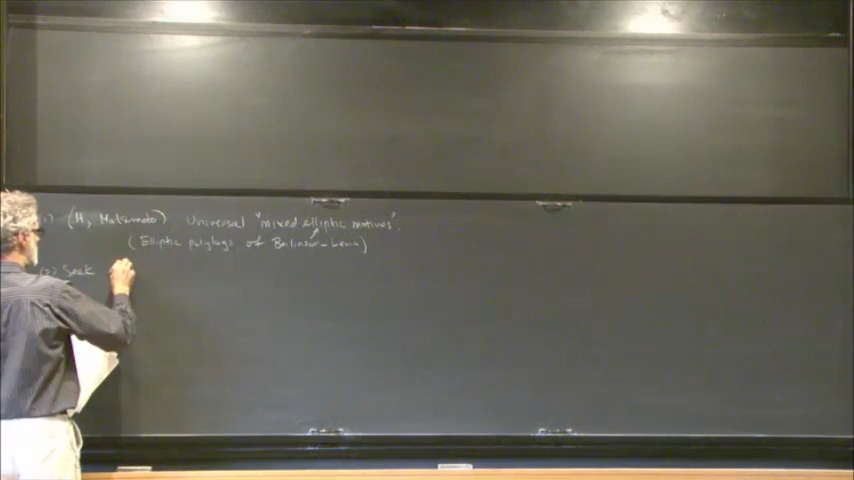 (1) (H, Matsumoto) Universal "mixed elliptic motives".
(Elliptic polylogs of Beilinson-Levin)
(2) Seek